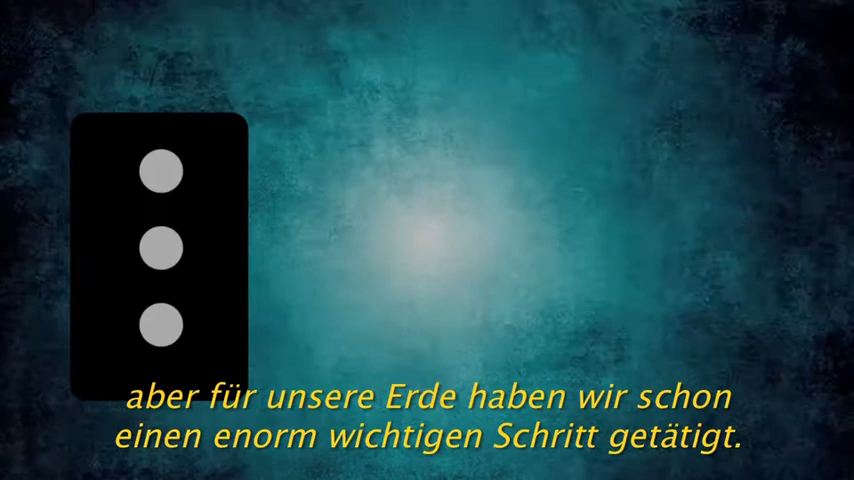 aber für unsere Erde haben wir schon
einen enorm wichtigen Schritt getätigt.